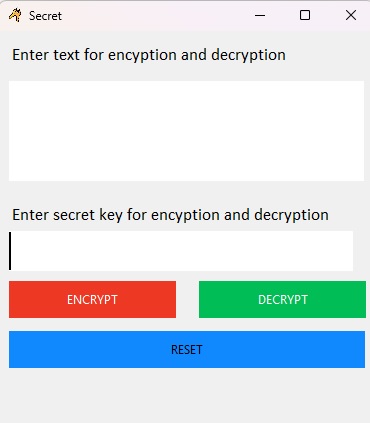 Secret
Enter text for encyption and decryption
Enter secret key for encyption and decryption
ENCRYPT DECRYPT
RESET